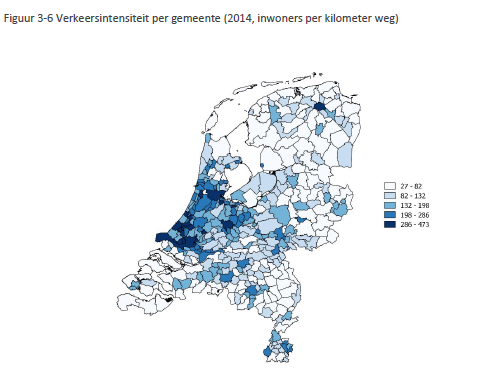 Figuur 3-6 Verkeersintensiteit per gemeente (2014, inwoners per kilometer weg)
27 - 82
82 - 132
132 - 198
198 - 286
286 - 473